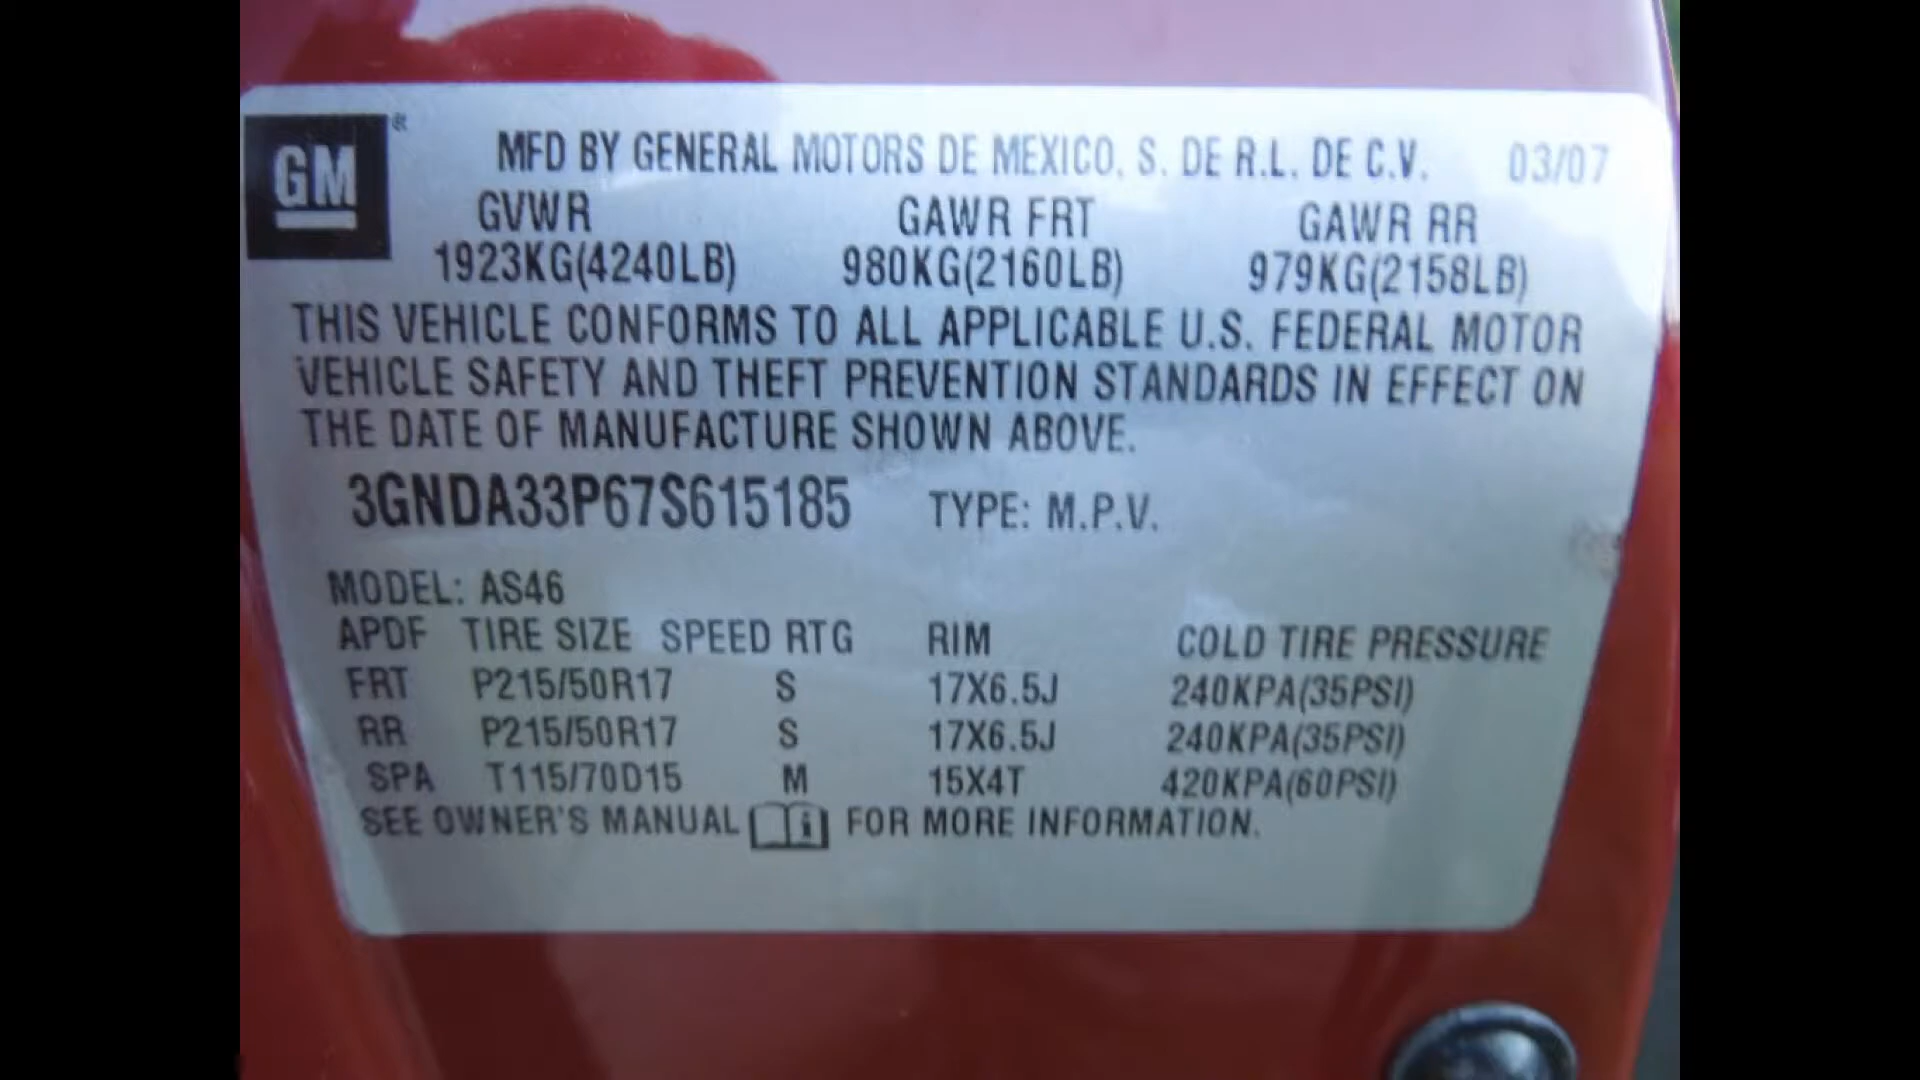 GM ®
MFD BY GENERAL MOTORS DE MEXICO, S. DE R.L. DE C.V. 03/07
GVWR GAWR FRT GAWR RR
1923KG(4240LB) 980KG(2160LB) 979KG(2158LB)
THIS VEHICLE CONFORMS TO ALL APPLICABLE U.S. FEDERAL MOTOR
VEHICLE SAFETY AND THEFT PREVENTION STANDARDS IN EFFECT ON
THE DATE OF MANUFACTURE SHOWN ABOVE.
3GNDA33P67S615185 TYPE: M.P.V.
MODEL: AS46
APDF TIRE SIZE SPEED RTG RIM COLD TIRE PRESSURE
FRT P215/50R17 S 17X6.5J 240KPA(35PSI)
RR P215/50R17 S 17X6.5J 240KPA(35PSI)
SPA T115/70D15 M 15X4T 420KPA(60PSI)
SEE OWNER'S MANUAL i FOR MORE INFORMATION.